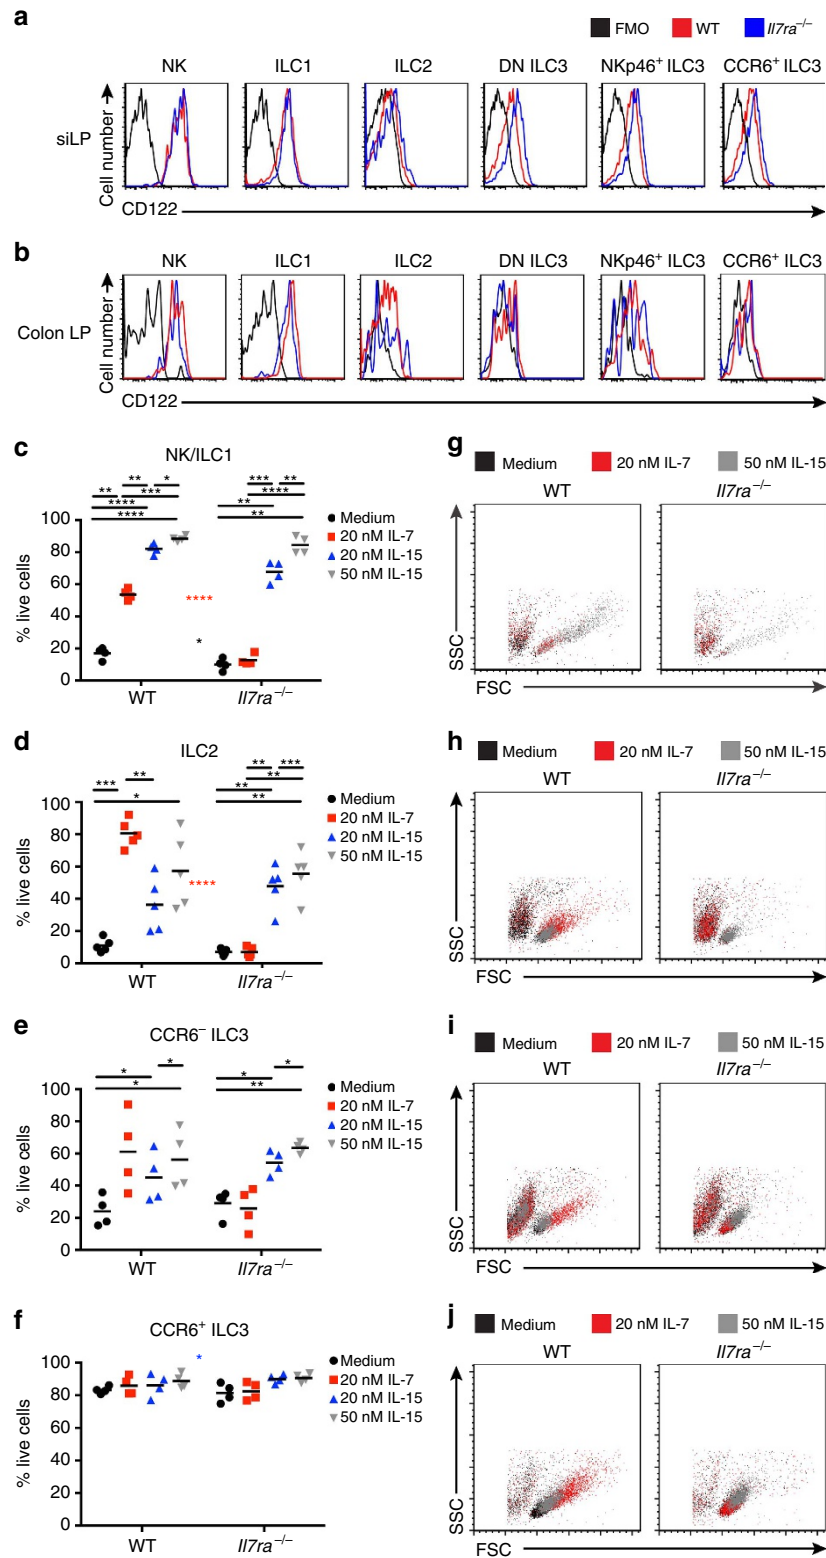 a
FMO WT Il7ra–/–
NK ILC1 ILC2 DN ILC3 NKp46+ ILC3 CCR6+ ILC3
siLP
Cell number
CD122
b
NK ILC1 ILC2 DN ILC3 NKp46+ ILC3 CCR6+ ILC3
Colon LP
Cell number
CD122
c
NK/ILC1
** ** * *** **** ****
*** ** **** ** **
Medium
20 nM IL-7
20 nM IL-15
50 nM IL-15
% live cells
100
80
60
40
20
0
****
*
WT Il7ra–/–
g
Medium 20 nM IL-7 50 nM IL-15
WT Il7ra–/–
SSC
FSC
d
ILC2
*** ** *
** *** ** ** **
Medium
20 nM IL-7
20 nM IL-15
50 nM IL-15
% live cells
100
80
60
40
20
0
****
WT Il7ra–/–
h
Medium 20 nM IL-7 50 nM IL-15
WT Il7ra–/–
SSC
FSC
e
CCR6– ILC3
* * *
* * **
Medium
20 nM IL-7
20 nM IL-15
50 nM IL-15
% live cells
100
80
60
40
20
0
WT Il7ra–/–
i
Medium 20 nM IL-7 50 nM IL-15
WT Il7ra–/–
SSC
FSC
f
CCR6+ ILC3
*
Medium
20 nM IL-7
20 nM IL-15
50 nM IL-15
% live cells
100
80
60
40
20
0
WT Il7ra–/–
j
Medium 20 nM IL-7 50 nM IL-15
WT Il7ra–/–
SSC
FSC